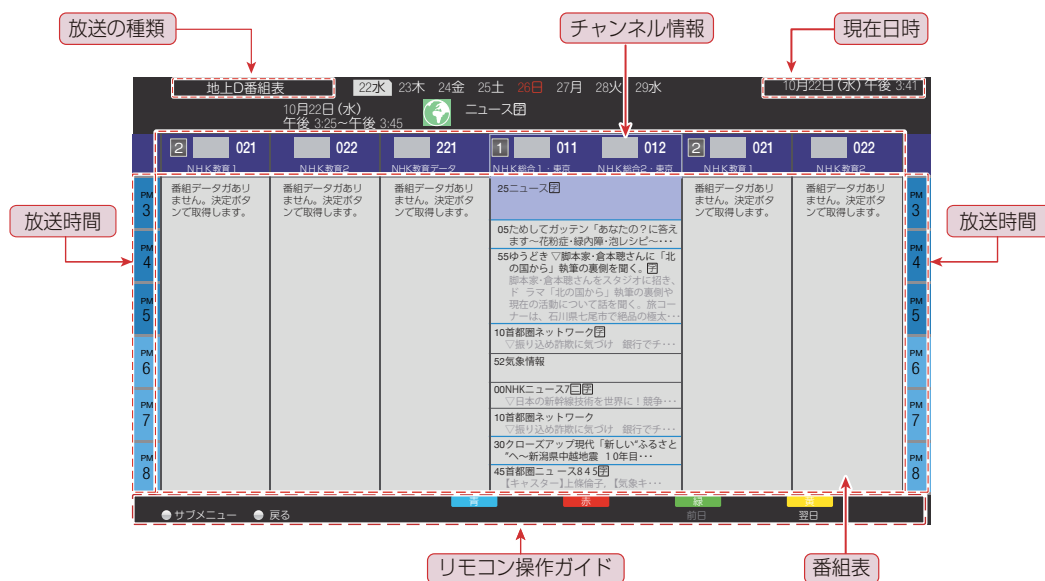 放送の種類
チャンネル情報
現在日時
地上D番組表
22水 23木 24金 25土 26日 27月 28火 29水
10月22日(水)午後 3:41
10月22日(水)
午後 3:25~午後 3:45
ニュース字
2 021
022
221
1 011
012
2 021
022
NHK教育1
NHK教育2
NHK教育データ
NHK総合1・東京
NHK総合2・東京
NHK教育1
NHK教育2
放送時間
PM
3
PM
4
PM
5
PM
6
PM
7
PM
8
番組データがあり
ません。決定ボタ
ンで取得します。
番組データがあり
ません。決定ボタ
ンで取得します。
番組データがあり
ません。決定ボタ
ンで取得します。
25ニュース字
05ためしてガッテン「あなたの?に答え
ます〜花粉症・緑内障・泡レシピ〜・・・
55ゆうどき ▽脚本家・倉本聰さんに「北
の国から」執筆の裏側を聞く。字
脚本家・倉本聰さんをスタジオに招き、
ド ラマ「北の国から」執筆の裏側や
現在の活動について話を聞く。旅コー
ナーは、石川県七尾市で絶品の極太・・・
10首都圏ネットワーク字
▽振り込め詐欺に気づけ 銀行でチ・・・
52気象情報
00NHKニュース7二字
▽日本の新幹線技術を世界に!競争・・・
10首都圏ネットワーク
▽振り込め詐欺に気づけ 銀行でチ・・・
30クローズアップ現代「新しい“ふるさと
”へ〜新潟県中越地震 10年目・・・
45首都圏ニュース845字
【キャスター】上條倫子,【気象キ・・・
番組データがあり
ません。決定ボタ
ンで取得します。
番組データがあり
ません。決定ボタ
ンで取得します。
PM
3
PM
4
PM
5
PM
6
PM
7
PM
8
放送時間
青
赤
緑
黄
サブメニュー
戻る
前日
翌日
リモコン操作ガイド
番組表